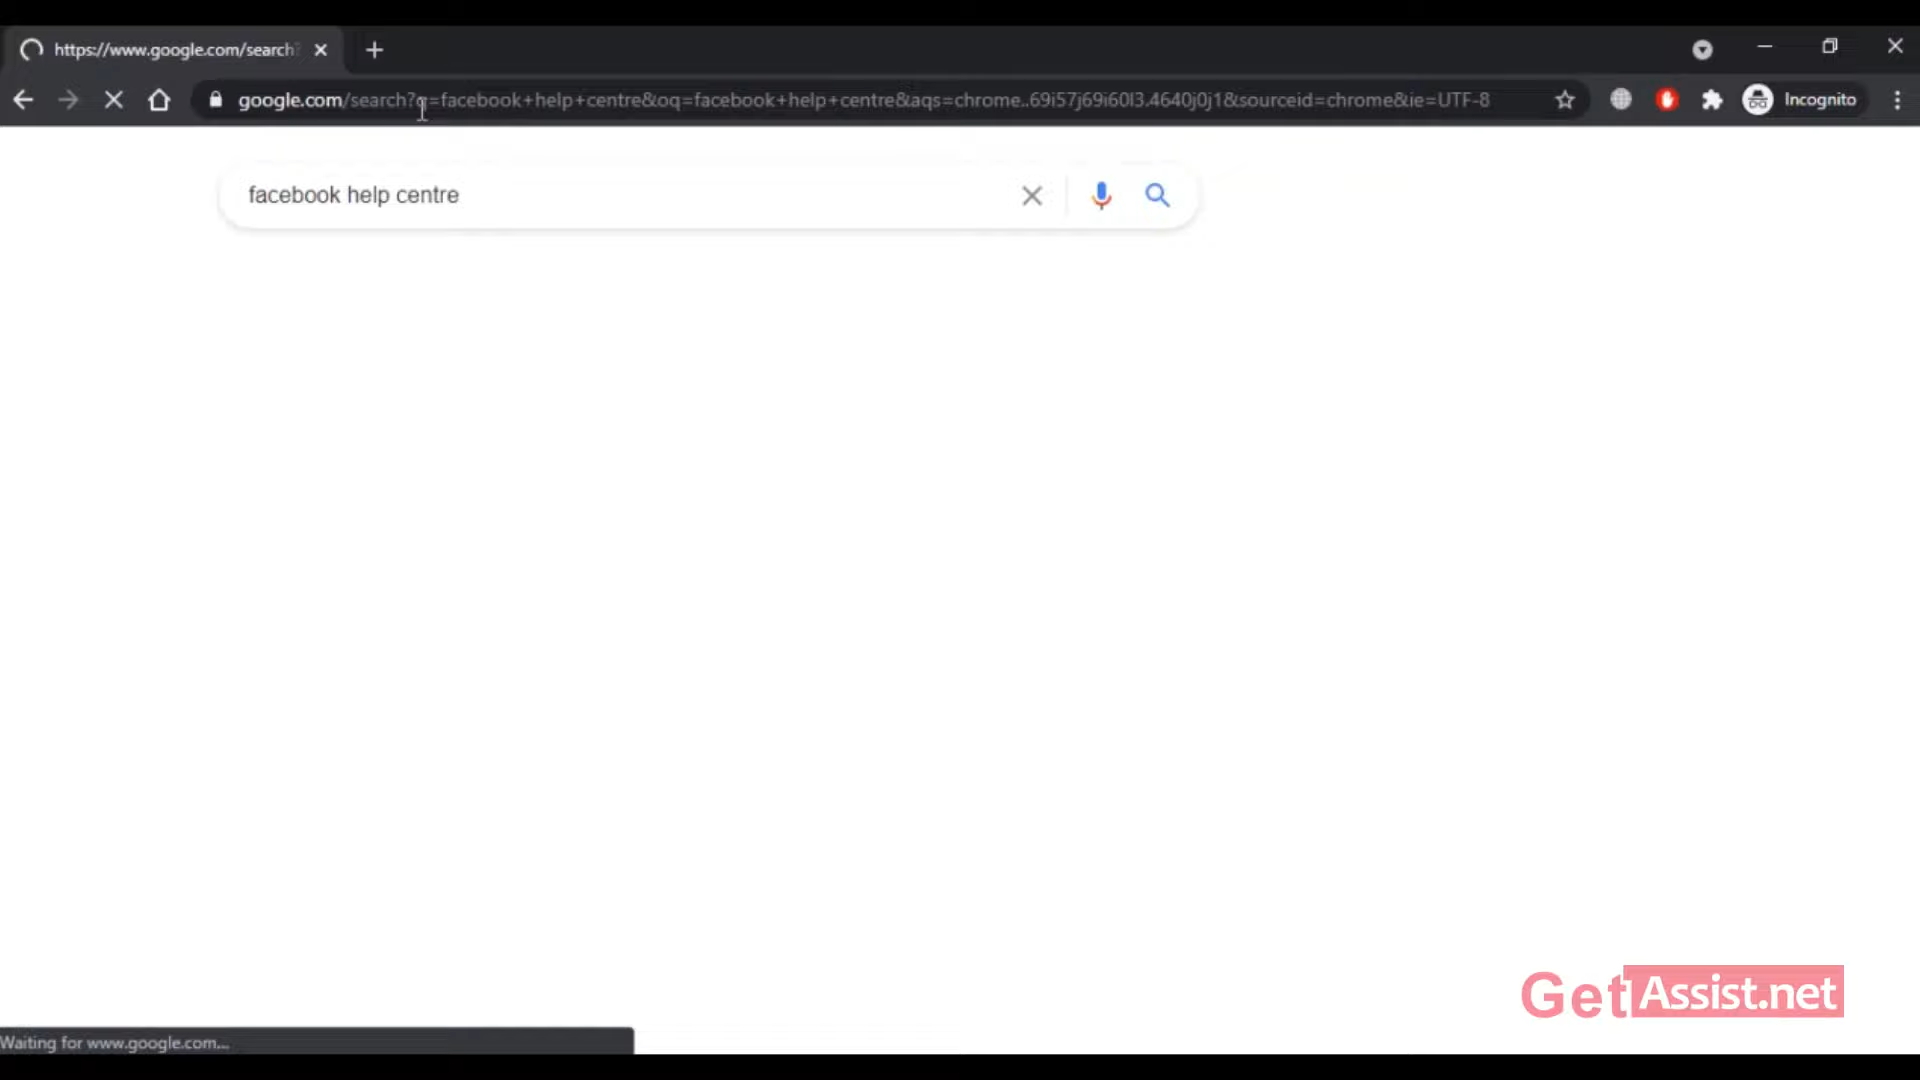 https://www.google.com/search?
google.com/search?q=facebook+help+centre&oq=facebook+help+centre&aqs=chrome..69i57j69i60l3.4640j0j1&sourceid=chrome&ie=UTF-8
Incognito
facebook help centre
GetAssist.net
Waiting for www.google.com...